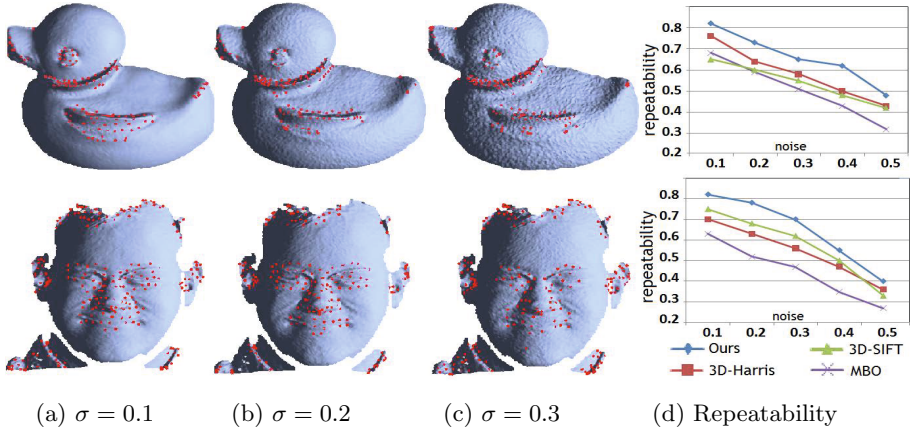 0.8
0.7
0.6
0.5
0.4
0.3
0.2
repeatability
noise
0.1 0.2 0.3 0.4 0.5
0.8
0.7
0.6
0.5
0.4
0.3
0.2
repeatability
noise
0.1 0.2 0.3 0.4 0.5
Ours 3D-SIFT
3D-Harris MBO
(a) σ = 0.1 (b) σ = 0.2 (c) σ = 0.3 (d) Repeatability